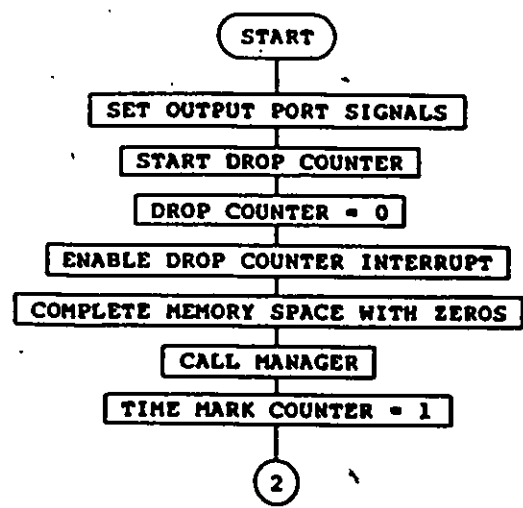 START
SET OUTPUT PORT SIGNALS
START DROP COUNTER
DROP COUNTER = 0
ENABLE DROP COUNTER INTERRUPT
COMPLETE MEMORY SPACE WITH ZEROS
CALL MANAGER
TIME MARK COUNTER = 1
2